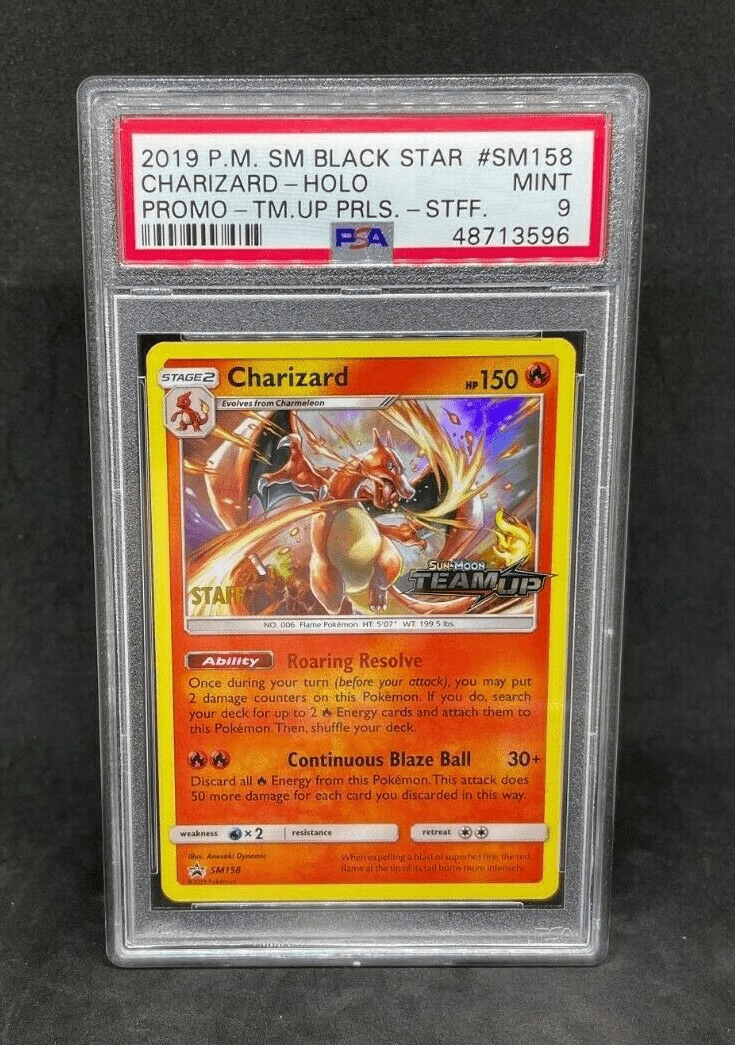 2019 P.M. SM BLACK STAR #SM158
CHARIZARD - HOLO MINT
PROMO - TM.UP PRLS. - STFF. 9
PSA 48713596
STAGE 2 Charizard HP 150
Evolves from Charmeleon
SUN & MOON
STAFF TEAM UP
NO. 006 Flame Pokémon HT: 5'07" WT: 199.5 lbs.
Ability Roaring Resolve
Once during your turn (before your attack), you may put
2 damage counters on this Pokémon. If you do, search
your deck for up to 2 Energy cards and attach them to
this Pokémon. Then, shuffle your deck.
Continuous Blaze Ball 30+
Discard all Energy from this Pokémon. This attack does
50 more damage for each card you discarded in this way.
weakness ×2 resistance retreat
Illus. Anesaki Dynamic
When expelling a blast of superhot fire, the red
flame at the tip of its tail burns more intensely.
SM158
©2019 Pokémon